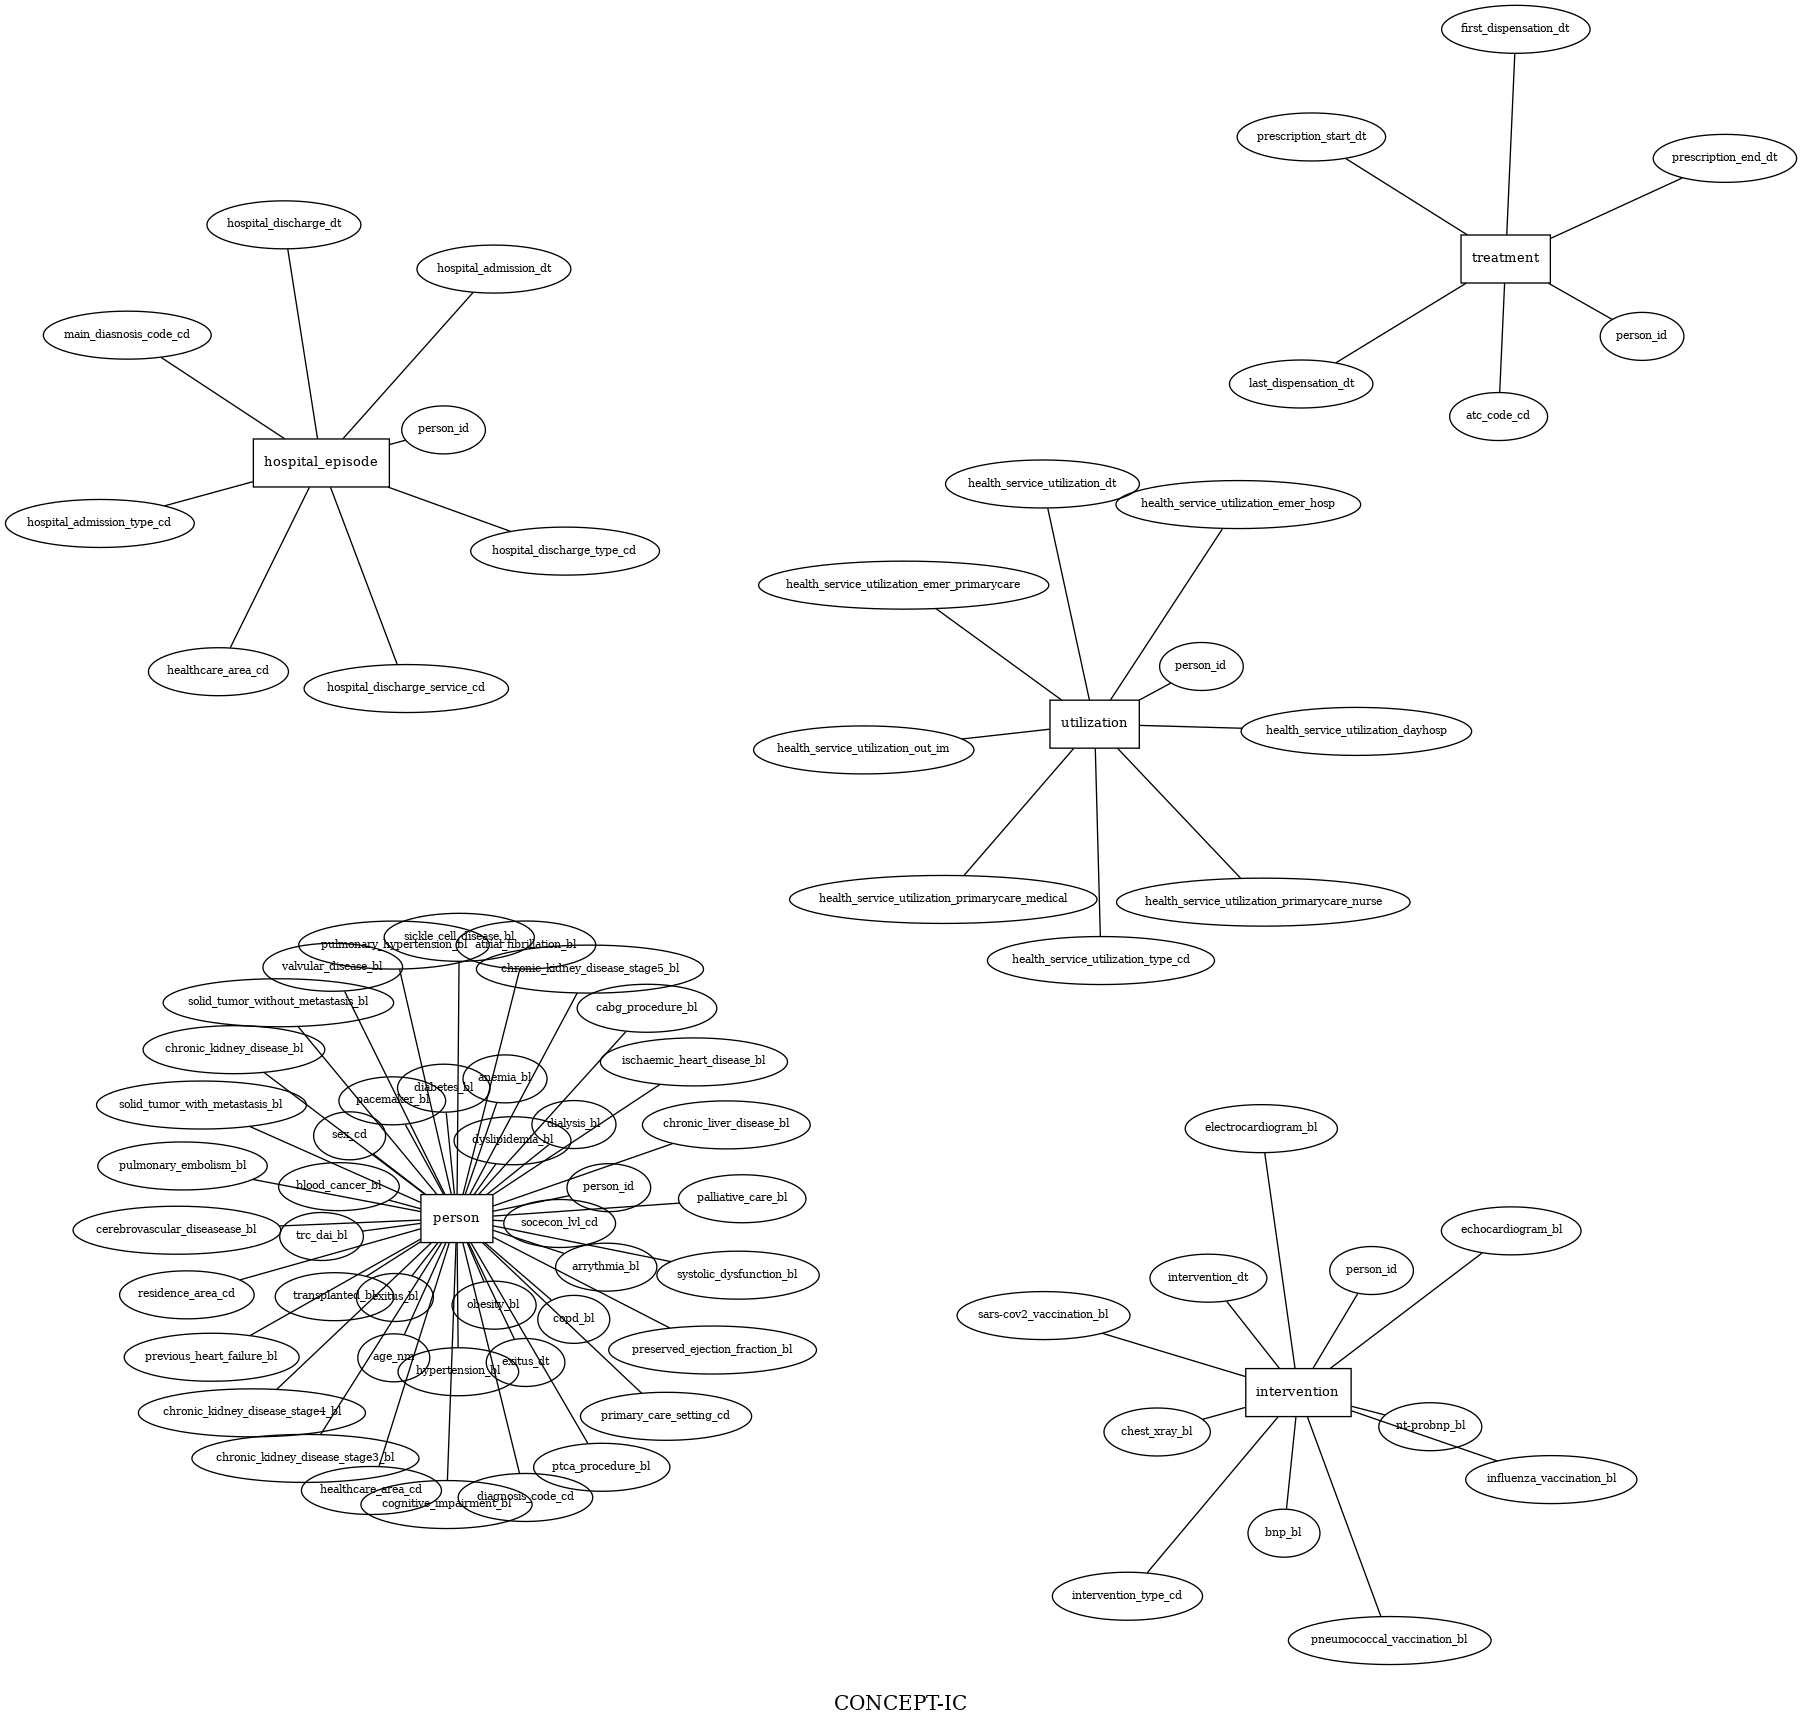 first_dispensation_dt
prescription_start_dt
prescription_end_dt
treatment
person_id
last_dispensation_dt
atc_code_cd
hospital_discharge_dt
hospital_admission_dt
main_diasnosis_code_cd
person_id
hospital_episode
hospital_admission_type_cd
hospital_discharge_type_cd
healthcare_area_cd
hospital_discharge_service_cd
health_service_utilization_dt
health_service_utilization_emer_hosp
health_service_utilization_emer_primarycare
person_id
utilization
health_service_utilization_dayhosp
health_service_utilization_out_im
health_service_utilization_primarycare_medical
health_service_utilization_primarycare_nurse
health_service_utilization_type_cd
sickle_cell_disease_bl
pulmonary_hypertension_bl
atrial_fibrillation_bl
valvular_disease_bl
chronic_kidney_disease_stage5_bl
solid_tumor_without_metastasis_bl
cabg_procedure_bl
chronic_kidney_disease_bl
ischaemic_heart_disease_bl
anemia_bl
diabetes_bl
pacemaker_bl
solid_tumor_with_metastasis_bl
dialysis_bl
chronic_liver_disease_bl
sex_cd
dyslipidemia_bl
pulmonary_embolism_bl
blood_cancer_bl
person_id
palliative_care_bl
person
socecon_lvl_cd
cerebrovascular_diseasease_bl
trc_dai_bl
arrythmia_bl
systolic_dysfunction_bl
residence_area_cd
transplanted_bl
exitus_bl
obesity_bl
copd_bl
previous_heart_failure_bl
age_nm
hypertension_bl
exitus_dt
preserved_ejection_fraction_bl
chronic_kidney_disease_stage4_bl
primary_care_setting_cd
chronic_kidney_disease_stage3_bl
ptca_procedure_bl
healthcare_area_cd
cognitive_impairment_bl
diagnosis_code_cd
electrocardiogram_bl
echocardiogram_bl
intervention_dt
person_id
sars-cov2_vaccination_bl
intervention
chest_xray_bl
nt-probnp_bl
influenza_vaccination_bl
bnp_bl
intervention_type_cd
pneumococcal_vaccination_bl
CONCEPT-IC